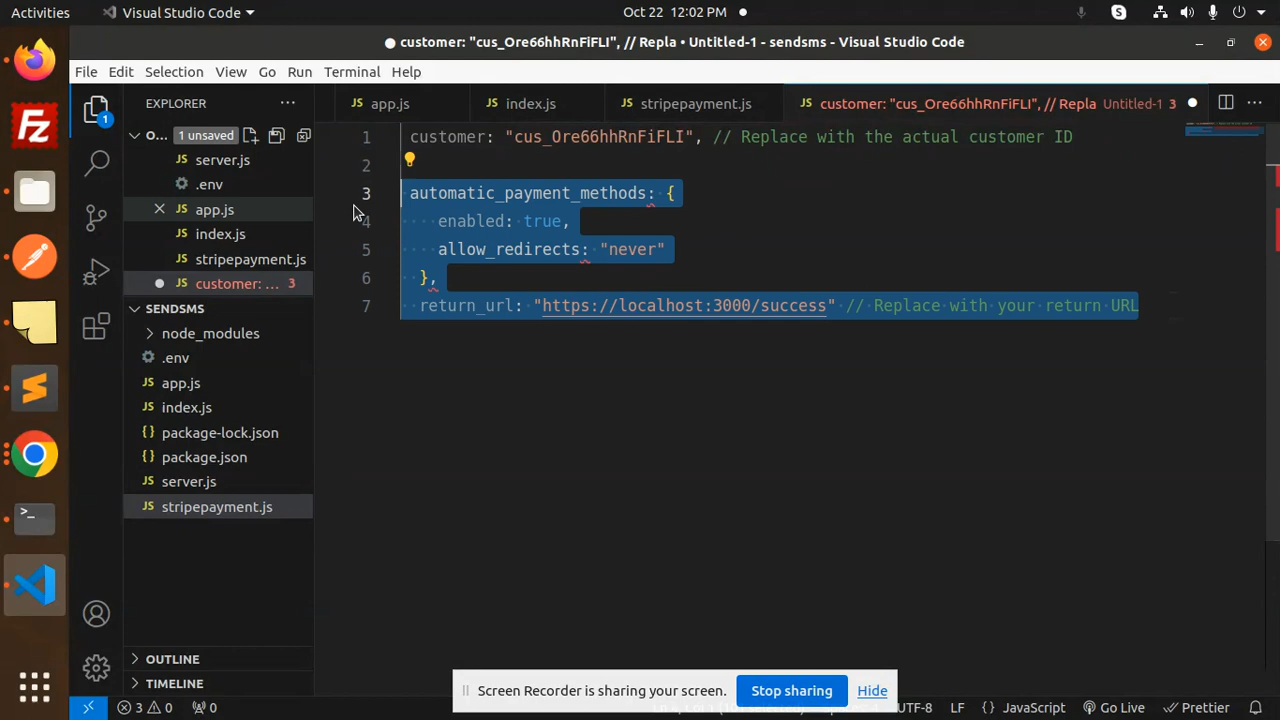 Activities
Visual Studio Code
Oct 22 12:02 PM
customer: "cus_Ore66hhRnFiFLI", // Repla • Untitled-1 - sendsms - Visual Studio Code
File Edit Selection View Go Run Terminal Help
EXPLORER
app.js
index.js
stripepayment.js
customer: "cus_Ore66hhRnFiFLI", // Repla Untitled-1 3
O... 1 unsaved
server.js
.env
app.js
index.js
stripepayment.js
customer: ... 3
SENDSMS
node_modules
.env
app.js
index.js
package-lock.json
package.json
server.js
stripepayment.js
OUTLINE
TIMELINE
1 customer: "cus_Ore66hhRnFiFLI", // Replace with the actual customer ID
2
3 automatic_payment_methods: {
4 enabled: true,
5 allow_redirects: "never"
6 },
7 return_url: "https://localhost:3000/success" // Replace with your return URL
Screen Recorder is sharing your screen.
Stop sharing
Hide
3 0
0
UTF-8
LF
{} JavaScript
Go Live
Prettier